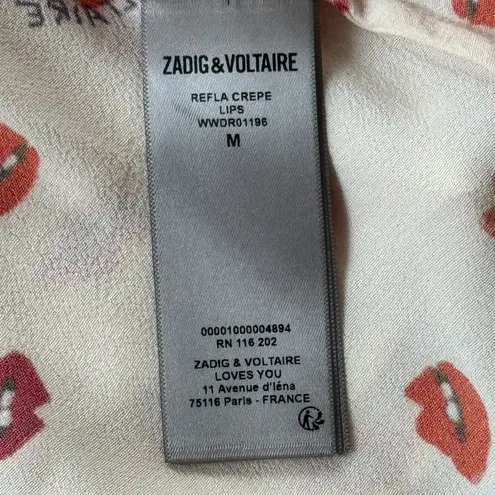 ZADIG&VOLTAIRE
REFLA CREPE
LIPS
WWDR01196
M
00001000004894
RN 116 202
ZADIG & VOLTAIRE
LOVES YOU
11 Avenue d'Iéna
75116 Paris - FRANCE